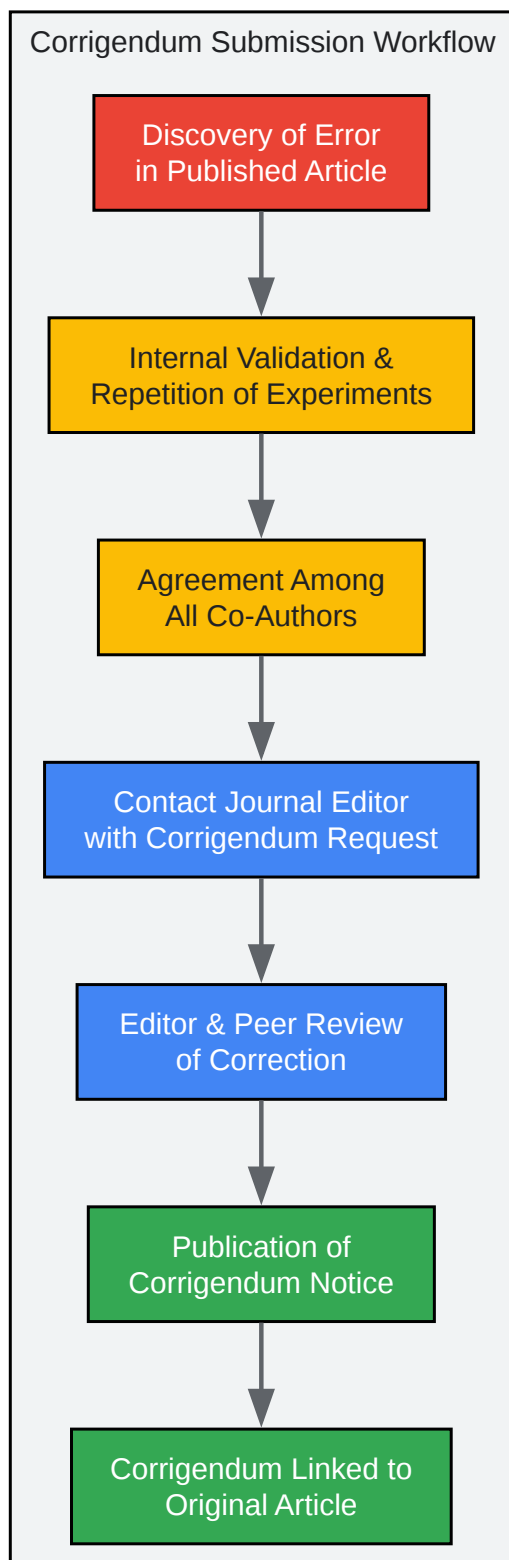 Corrigendum Submission Workflow
Discovery of Error
in Published Article
Internal Validation &
Repetition of Experiments
Agreement Among
All Co-Authors
Contact Journal Editor
with Corrigendum Request
Editor & Peer Review
of Correction
Publication of
Corrigendum Notice
Corrigendum Linked to
Original Article